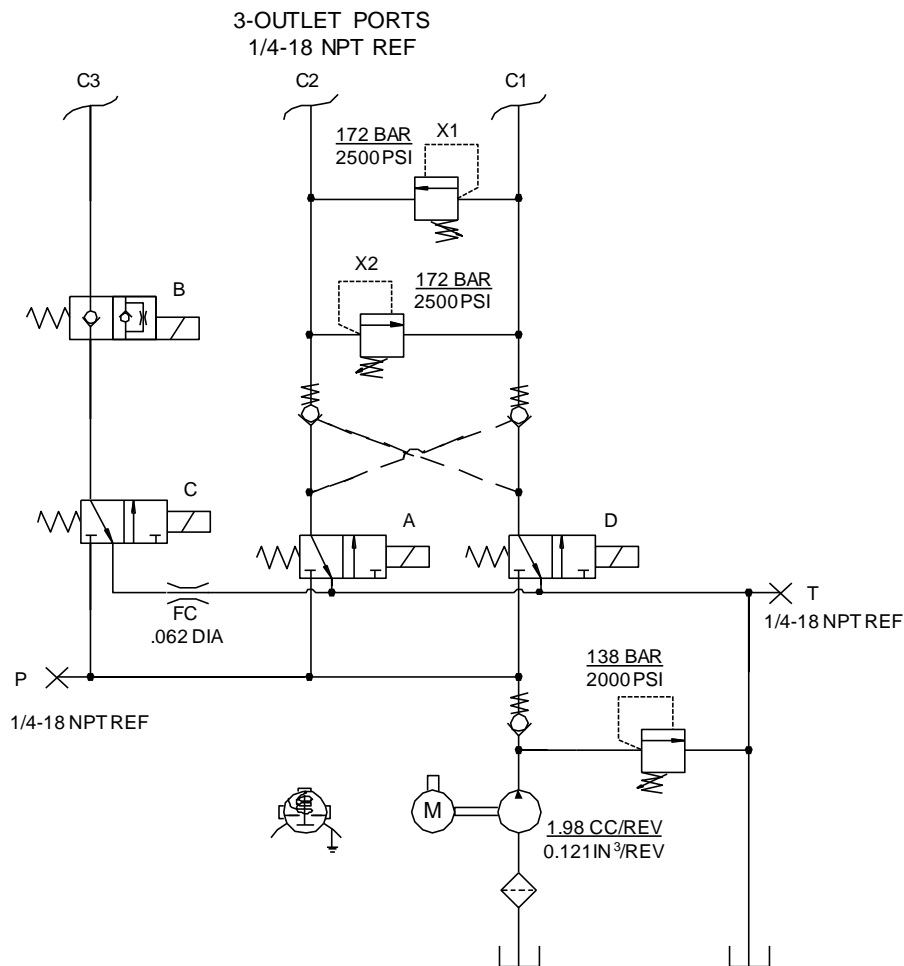 3-OUTLET PORTS
1/4-18 NPT REF
C3
C2
C1
172 BAR
2500 PSI
X1
X2
172 BAR
2500 PSI
B
C
A
D
FC
.062 DIA
T
1/4-18 NPT REF
P
1/4-18 NPT REF
138 BAR
2000 PSI
M
1.98 CC/REV
0.121 IN³/REV